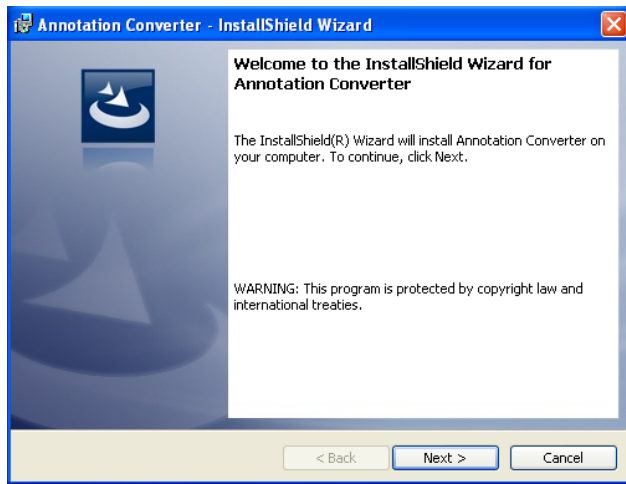 Annotation Converter - InstallShield Wizard
Welcome to the InstallShield Wizard for
Annotation Converter
The InstallShield(R) Wizard will install Annotation Converter on
your computer. To continue, click Next.
WARNING: This program is protected by copyright law and
international treaties.
< Back
Next >
Cancel